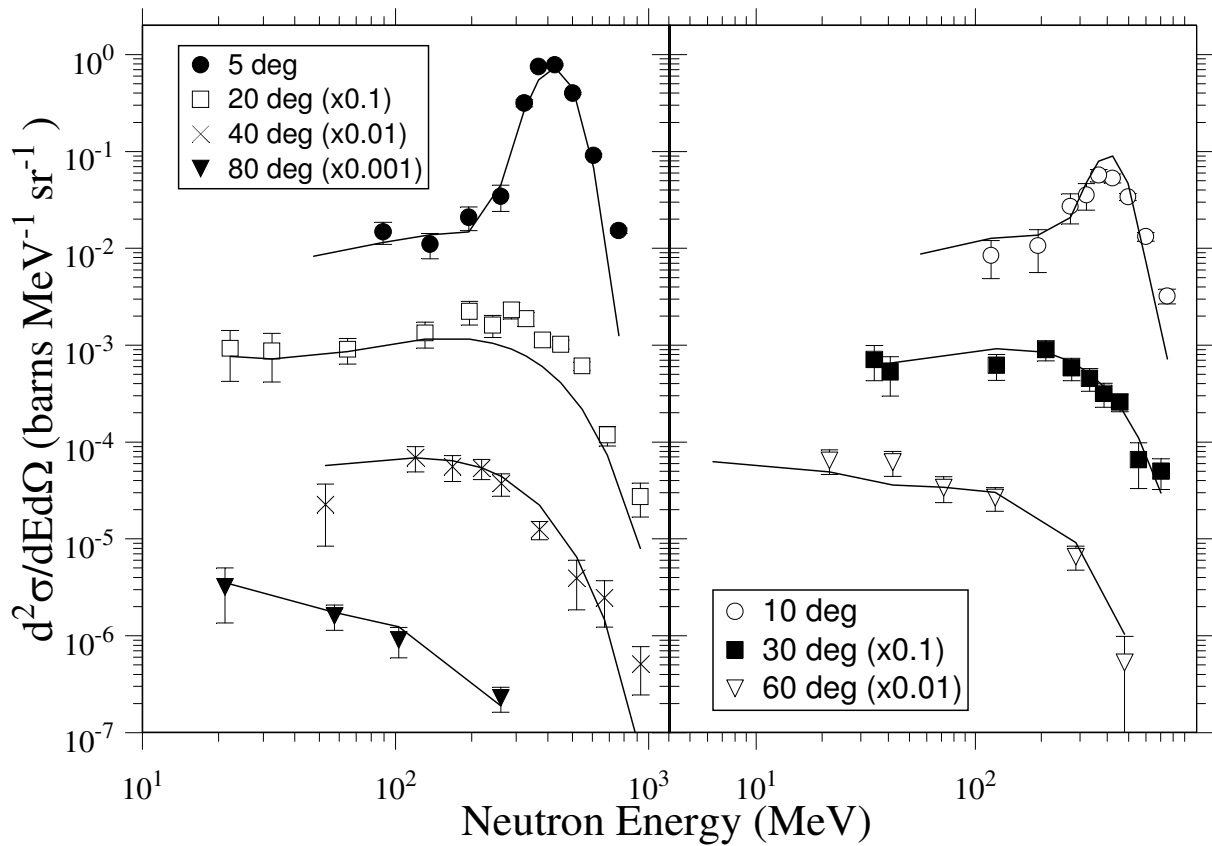 d²σ/dEdΩ (barns MeV⁻¹ sr⁻¹)
10⁰
10⁻¹
10⁻²
10⁻³
10⁻⁴
10⁻⁵
10⁻⁶
10⁻⁷
5 deg
20 deg (x0.1)
40 deg (x0.01)
80 deg (x0.001)
10 deg
30 deg (x0.1)
60 deg (x0.01)
10¹ 10² 10³ 10¹ 10²
Neutron Energy (MeV)